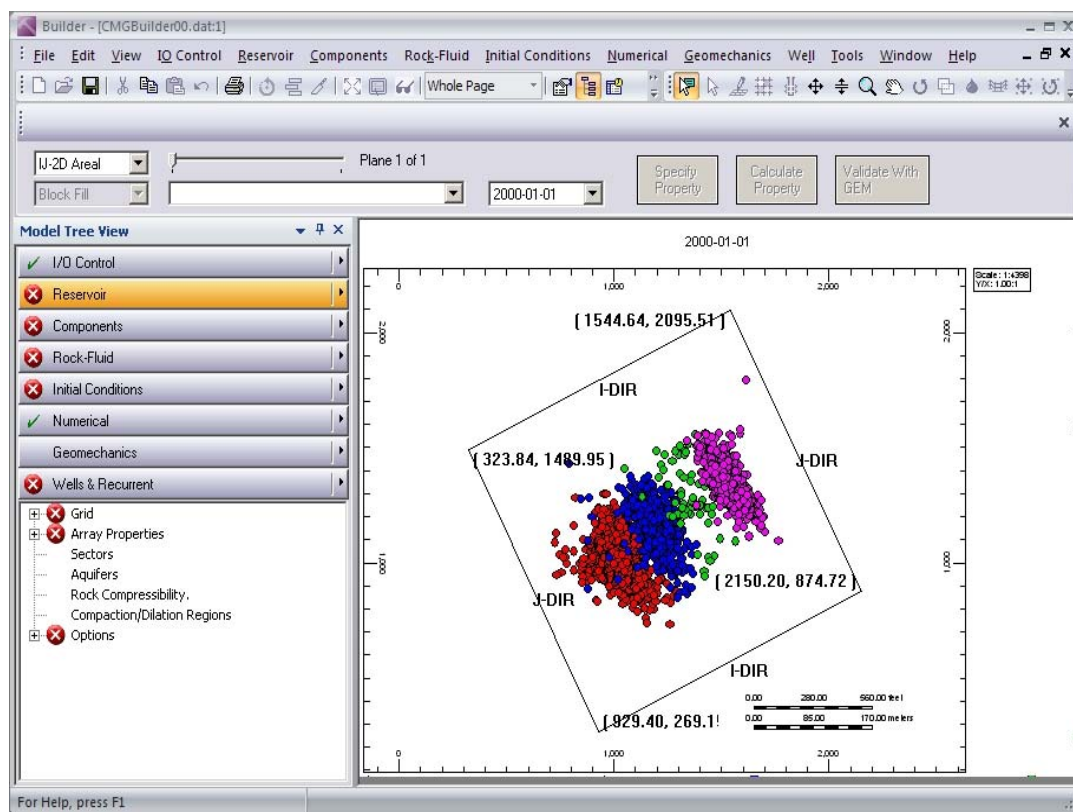 Builder - [CMGBuilder00.dat:1]
File Edit View IO Control Reservoir Components Rock-Fluid Initial Conditions Numerical Geomechanics Well Tools Window Help
Whole Page
IJ-2D Areal
Plane 1 of 1
Block Fill
2000-01-01
Specify Property
Calculate Property
Validate With GEM
Model Tree View
I/O Control
Reservoir
Components
Rock-Fluid
Initial Conditions
Numerical
Geomechanics
Wells & Recurrent
Grid
Array Properties
Sectors
Aquifers
Rock Compressibility.
Compaction/Dilation Regions
Options
2000-01-01
Scale: 1:4398
Y/X: 1.00:1
0 1,000 2,000
2,000 2,000
( 1544.64, 2095.51 )
I-DIR
( 323.84, 1489.95 )
J-DIR
1,000 1,000
( 2150.20, 874.72 )
J-DIR
I-DIR
0.00 280.00 560.00 feet
0.00 85.00 170.00 meters
( 929.40, 269.1
0 1,000 2,000
For Help, press F1